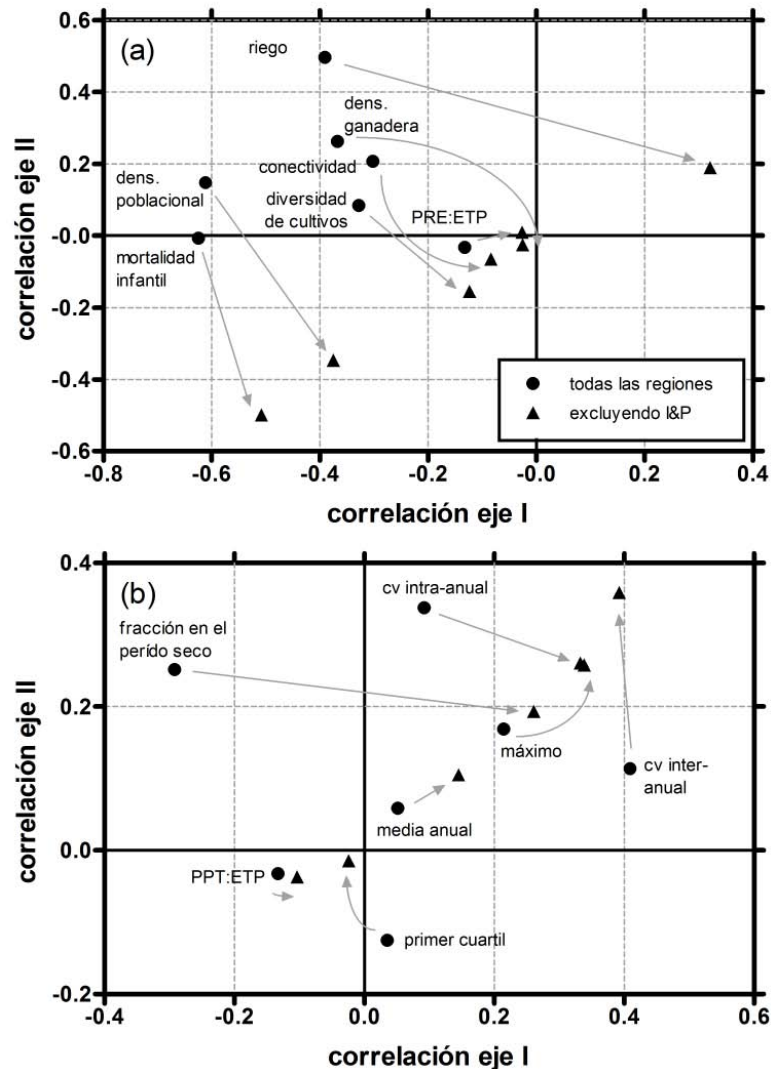 (a)
riego
dens.
ganadera
conectividad
dens.
poblacional
diversidad
de cultivos
PRE:ETP
mortalidad
infantil
todas las regiones
excluyendo I&P
0.6
0.4
0.2
-0.0
-0.2
-0.4
-0.6
correlación eje II
-0.8
-0.6
-0.4
-0.2
-0.0
0.2
0.4
correlación eje I
(b)
cv intra-anual
fracción en el
perído seco
máximo
cv inter-
anual
media anual
PPT:ETP
primer cuartil
0.4
0.2
0.0
-0.2
correlación eje II
-0.4
-0.2
0.0
0.2
0.4
0.6
correlación eje I